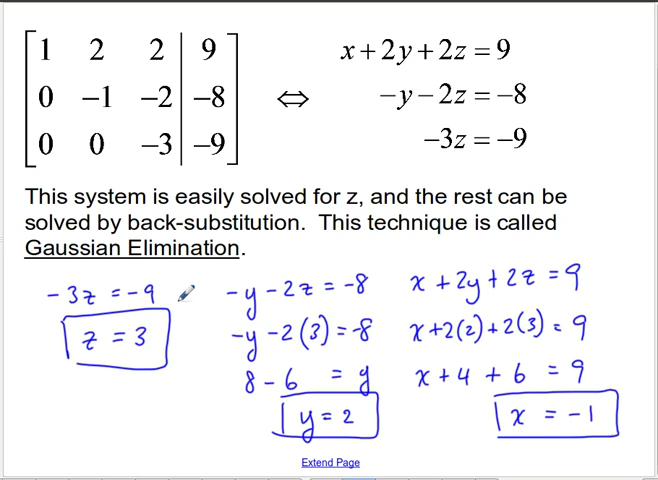 1 2 2 9 x + 2y + 2z = 9
0 −1 −2 −8 ⇔ −y − 2z = −8
0 0 −3 −9 −3z = −9
This system is easily solved for z, and the rest can be
solved by back-substitution. This technique is called
Gaussian Elimination.
-3z = -9 -y - 2z = -8 x + 2y + 2z = 9
z = 3 -y - 2(3) = -8 x + 2(2) + 2(3) = 9
8 - 6 = y x + 4 + 6 = 9
y = 2 x = -1
Extend Page